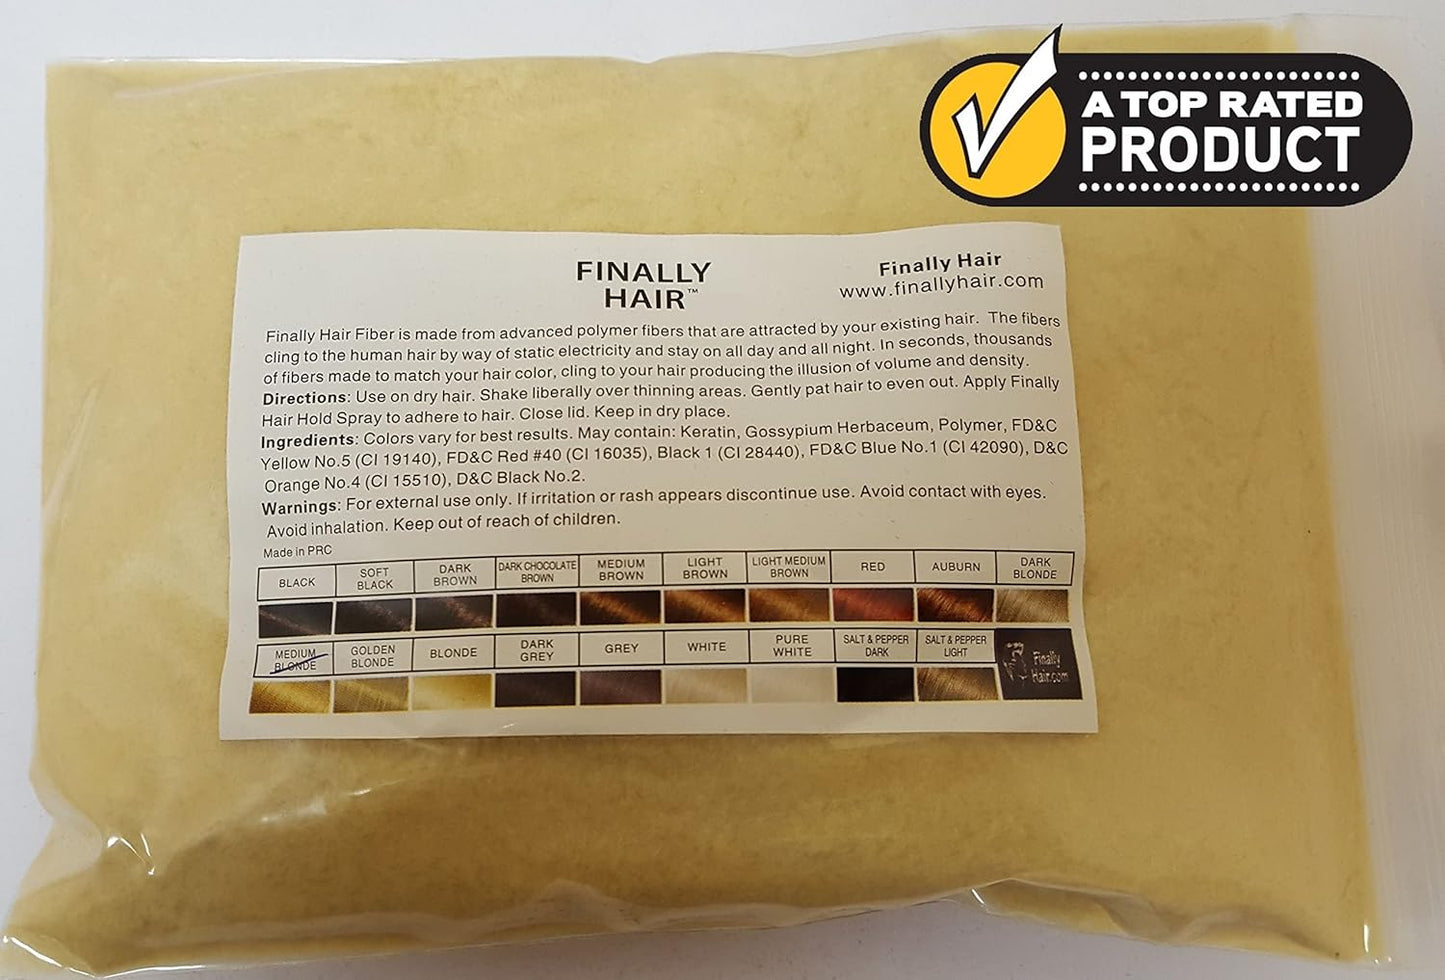 A TOP RATED
PRODUCT
FINALLY
HAIR™
Finally Hair
www.finallyhair.com
Finally Hair Fiber is made from advanced polymer fibers that are attracted by your existing hair. The fibers
cling to the human hair by way of static electricity and stay on all day and all night. In seconds, thousands
of fibers made to match your hair color, cling to your hair producing the illusion of volume and density.
Directions: Use on dry hair. Shake liberally over thinning areas. Gently pat hair to even out. Apply Finally
Hair Hold Spray to adhere to hair. Close lid. Keep in dry place.
Ingredients: Colors vary for best results. May contain: Keratin, Gossypium Herbaceum, Polymer, FD&C
Yellow No.5 (CI 19140), FD&C Red #40 (CI 16035), Black 1 (CI 28440), FD&C Blue No.1 (CI 42090), D&C
Orange No.4 (CI 15510), D&C Black No.2.
Warnings: For external use only. If irritation or rash appears discontinue use. Avoid contact with eyes.
Avoid inhalation. Keep out of reach of children.
Made in PRC
BLACK
SOFT
BLACK
DARK
BROWN
DARK CHOCOLATE
BROWN
MEDIUM
BROWN
LIGHT
BROWN
LIGHT MEDIUM
BROWN
RED
AUBURN
DARK
BLONDE
MEDIUM
BLONDE
GOLDEN
BLONDE
BLONDE
DARK
GREY
GREY
WHITE
PURE
WHITE
SALT & PEPPER
DARK
SALT & PEPPER
LIGHT
Finally
Hair.com